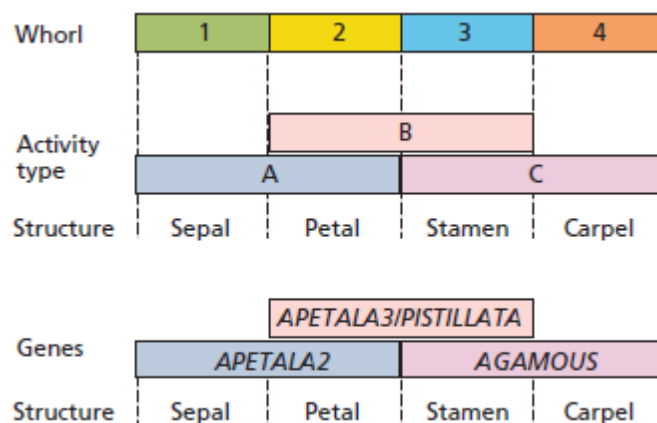 Whorl 1 2 3 4
B
Activity
type
A C
Structure Sepal Petal Stamen Carpel
APETALA3/PISTILLATA
Genes
APETALA2 AGAMOUS
Structure Sepal Petal Stamen Carpel